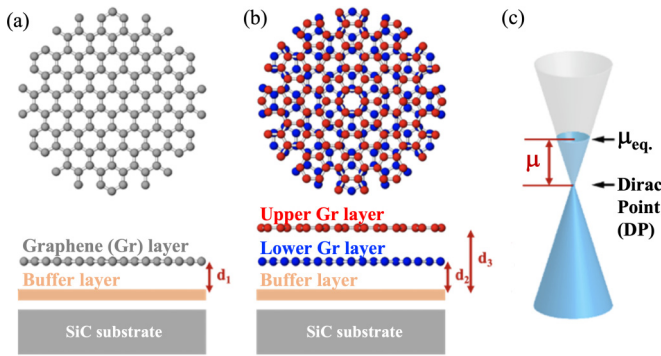 (a)
Graphene (Gr) layer
Buffer layer
d1
SiC substrate
(b)
Upper Gr layer
Lower Gr layer
Buffer layer
d2
d3
SiC substrate
(c)
μeq.
μ
Dirac
Point
(DP)